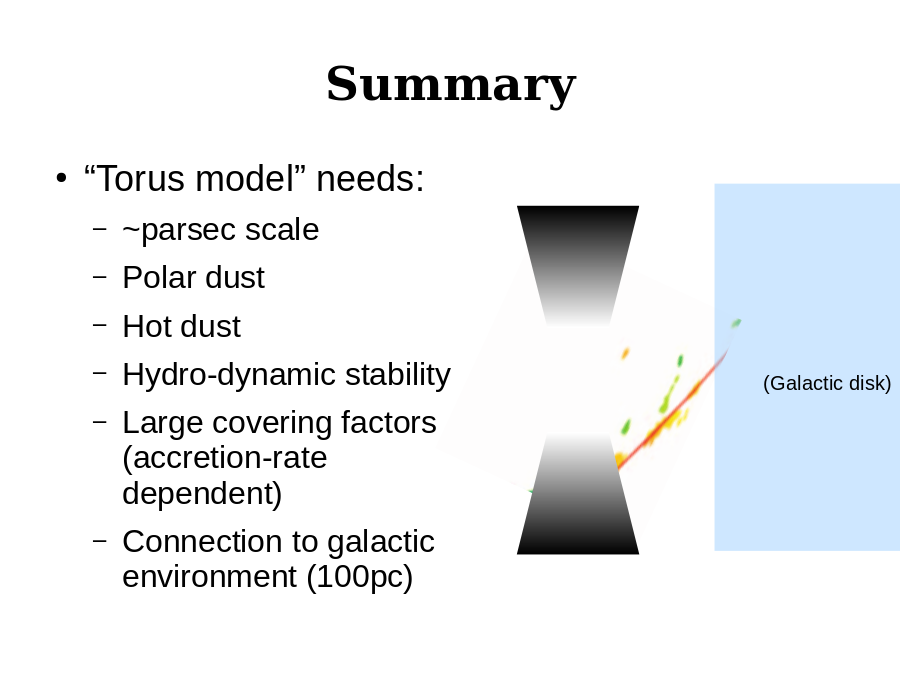 Summary
• “Torus model” needs:
– ~parsec scale
– Polar dust
– Hot dust
– Hydro-dynamic stability
– Large covering factors
(accretion-rate
dependent)
– Connection to galactic
environment (100pc)
(Galactic disk)